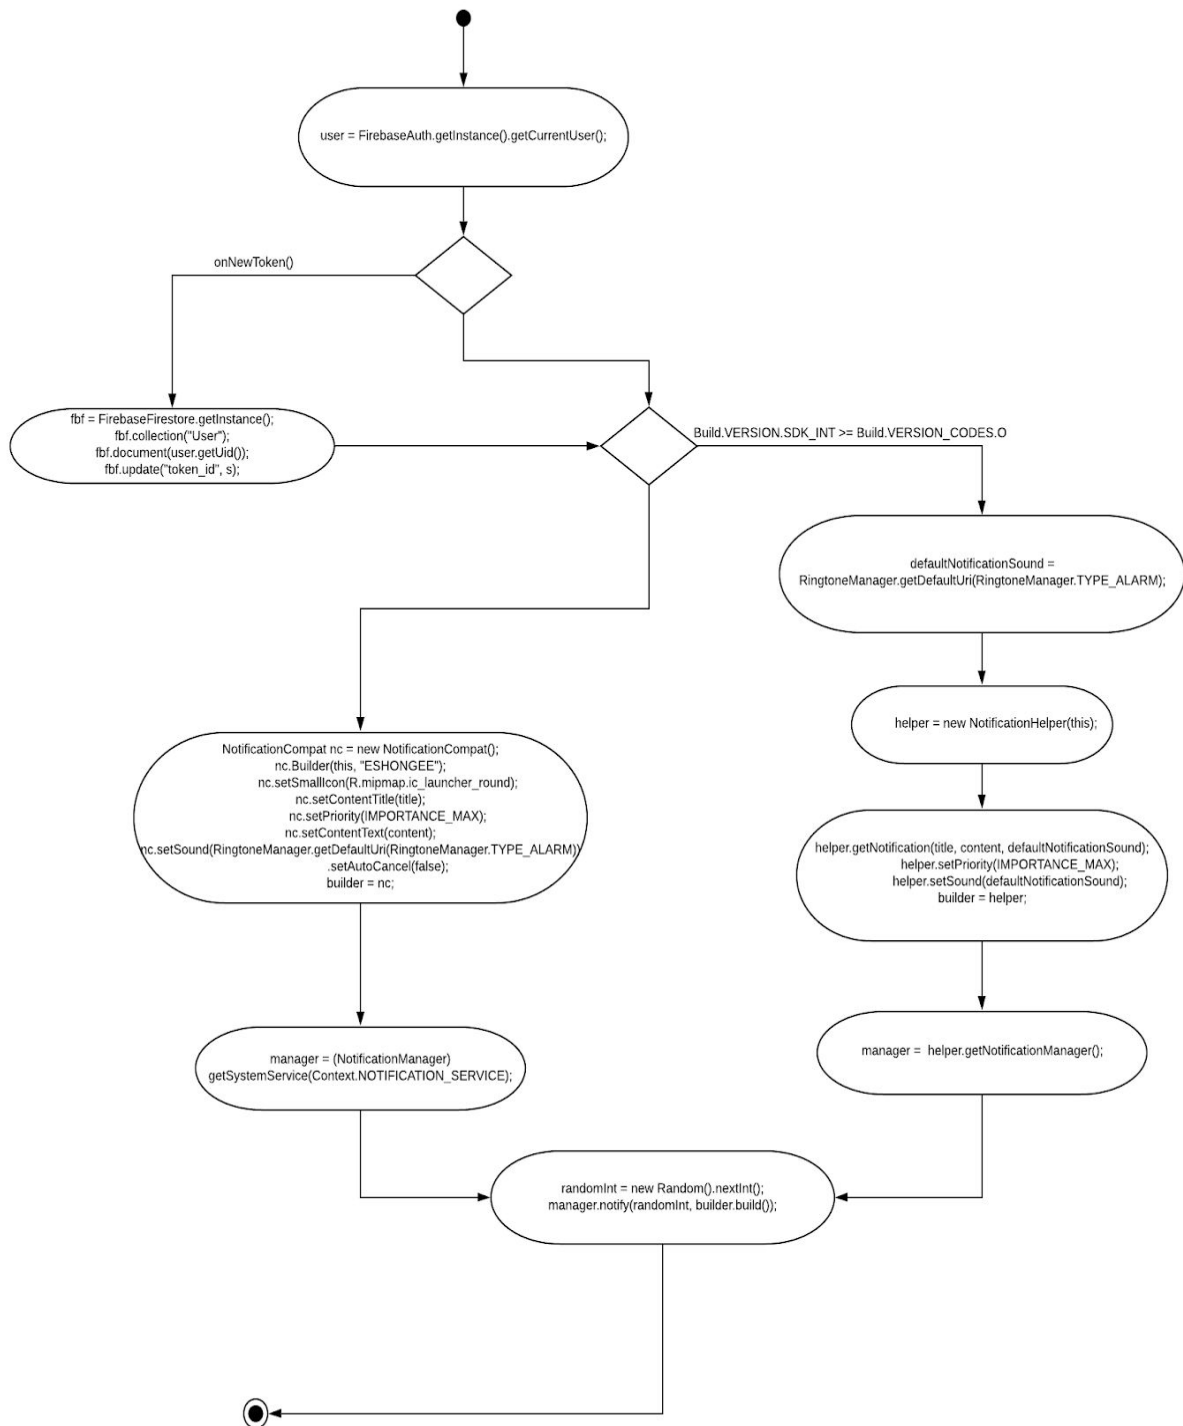 user = FirebaseAuth.getInstance().getCurrentUser();
onNewToken()
fbf = FirebaseFirestore.getInstance();
fbf.collection("User");
fbf.document(user.getUid());
fbf.update("token_id", s);
Build.VERSION.SDK_INT >= Build.VERSION_CODES.O
defaultNotificationSound =
RingtoneManager.getDefaultUri(RingtoneManager.TYPE_ALARM);
helper = new NotificationHelper(this);
NotificationCompat nc = new NotificationCompat();
nc.Builder(this, "ESHONGEE");
nc.setSmallIcon(R.mipmap.ic_launcher_round);
nc.setContentTitle(title);
nc.setPriority(IMPORTANCE_MAX);
nc.setContentText(content);
nc.setSound(RingtoneManager.getDefaultUri(RingtoneManager.TYPE_ALARM))
.setAutoCancel(false);
builder = nc;
helper.getNotification(title, content, defaultNotificationSound);
helper.setPriority(IMPORTANCE_MAX);
helper.setSound(defaultNotificationSound);
builder = helper;
manager = (NotificationManager)
getSystemService(Context.NOTIFICATION_SERVICE);
manager = helper.getNotificationManager();
randomInt = new Random().nextInt();
manager.notify(randomInt, builder.build());